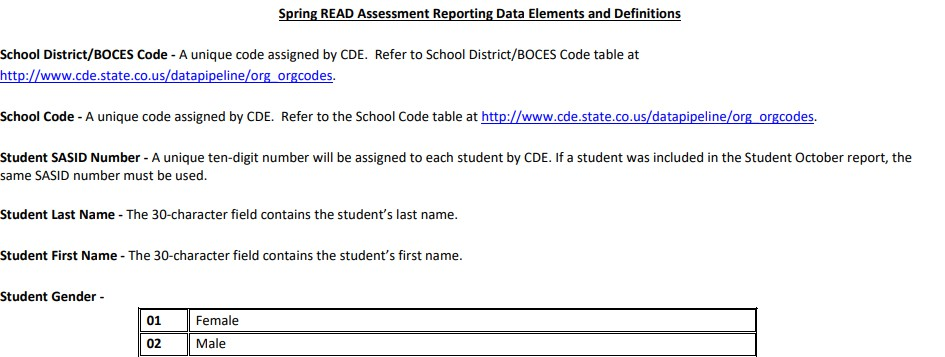 Spring READ Assessment Reporting Data Elements and Definitions
School District/BOCES Code - A unique code assigned by CDE.  Refer to School District/BOCES Code table at
http://www.cde.state.co.us/datapipeline/org_orgcodes.
School Code - A unique code assigned by CDE.  Refer to the School Code table at http://www.cde.state.co.us/datapipeline/org_orgcodes.
Student SASID Number - A unique ten-digit number will be assigned to each student by CDE. If a student was included in the Student October report, the
same SASID number must be used.
Student Last Name - The 30-character field contains the student’s last name.
Student First Name - The 30-character field contains the student’s first name.
Student Gender -
01 Female
02 Male